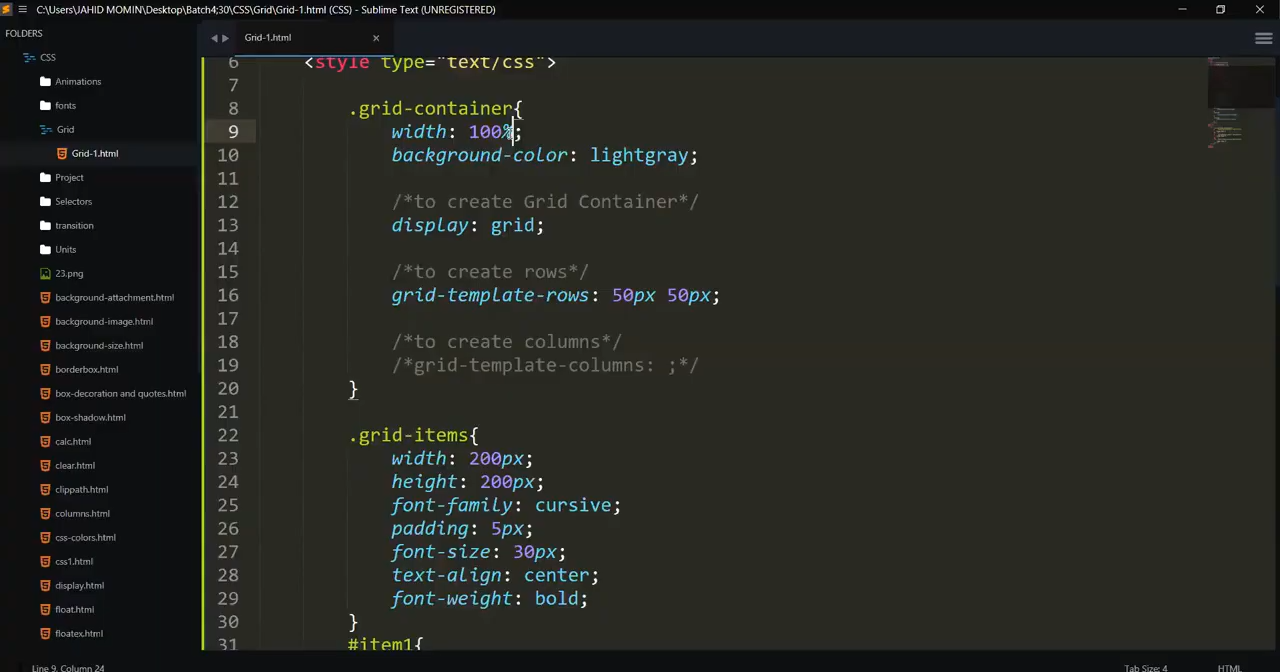 C:\Users\JAHID MOMIN\Desktop\Batch4;30\CSS\Grid\Grid-1.html (CSS) - Sublime Text (UNREGISTERED)
FOLDERS
CSS
Animations
fonts
Grid
Grid-1.html
Project
Selectors
transition
Units
23.png
background-attachment.html
background-image.html
background-size.html
borderbox.html
box-decoration and quotes.html
box-shadow.html
calc.html
clear.html
clippath.html
columns.html
css-colors.html
css1.html
display.html
float.html
floatex.html
Grid-1.html
6 <style type="text/css">
7
8 .grid-container{
9 width: 100%;
10 background-color: lightgray;
11
12 /*to create Grid Container*/
13 display: grid;
14
15 /*to create rows*/
16 grid-template-rows: 50px 50px;
17
18 /*to create columns*/
19 /*grid-template-columns: ;*/
20 }
21
22 .grid-items{
23 width: 200px;
24 height: 200px;
25 font-family: cursive;
26 padding: 5px;
27 font-size: 30px;
28 text-align: center;
29 font-weight: bold;
30 }
31 #item1{
Line 9, Column 24
Tab Size: 4
HTML